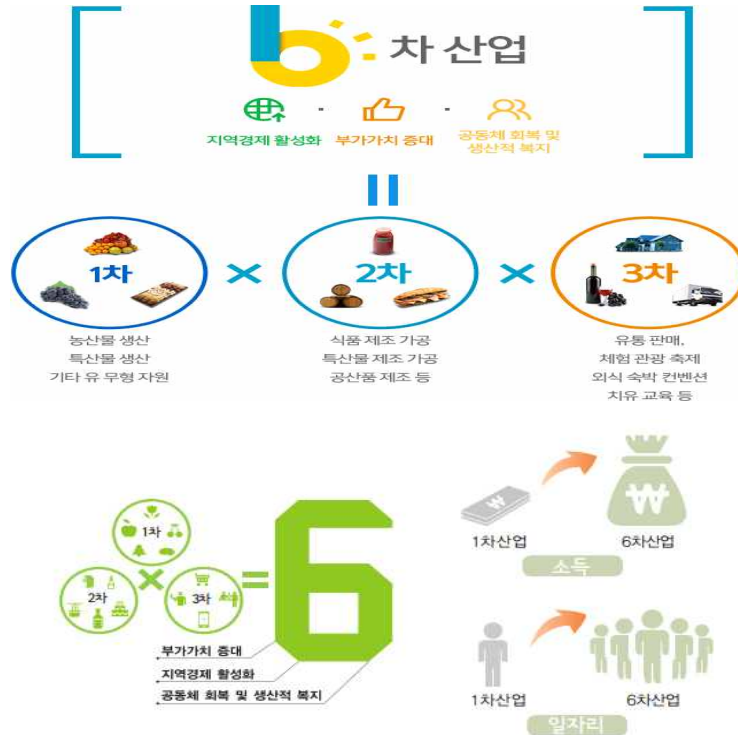 6차 산업
지역경제 활성화 부가가치 증대 공동체 회복 및
생산적 복지
1차 × 2차 × 3차
농산물 생산
특산물 생산
기타 유 무형 자원
식품 제조 가공
특산물 제조 가공
공산품 제조 등
유통 판매,
체험 관광 축제
외식 숙박 컨벤션
치유 교육 등
1차
2차 × 3차 = 6
부가가치 증대
지역경제 활성화
공동체 회복 및 생산적 복지
₩ ₩
1차산업 6차산업
소득
1차산업 6차산업
일자리